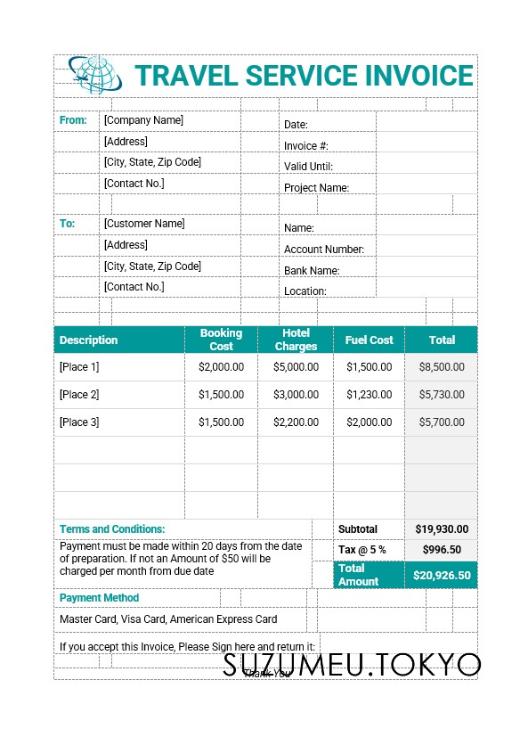 TRAVEL SERVICE INVOICE
From: [Company Name] Date:
[Address] Invoice #:
[City, State, Zip Code] Valid Until:
[Contact No.] Project Name:
To: [Customer Name] Name:
[Address] Account Number:
[City, State, Zip Code] Bank Name:
[Contact No.] Location:
Description Booking Cost Hotel Charges Fuel Cost Total
[Place 1] $2,000.00 $5,000.00 $1,500.00 $8,500.00
[Place 2] $1,500.00 $3,000.00 $1,230.00 $5,730.00
[Place 3] $1,500.00 $2,200.00 $2,000.00 $5,700.00
Terms and Conditions: Subtotal $19,930.00
Payment must be made within 20 days from the date
of preparation. If not an Amount of $50 will be
charged per month from due date
Tax @ 5 % $996.50
Total Amount $20,926.50
Payment Method
Master Card, Visa Card, American Express Card
If you accept this Invoice, Please Sign here and return it:
Thank You
SUZUMEU.TOKYO